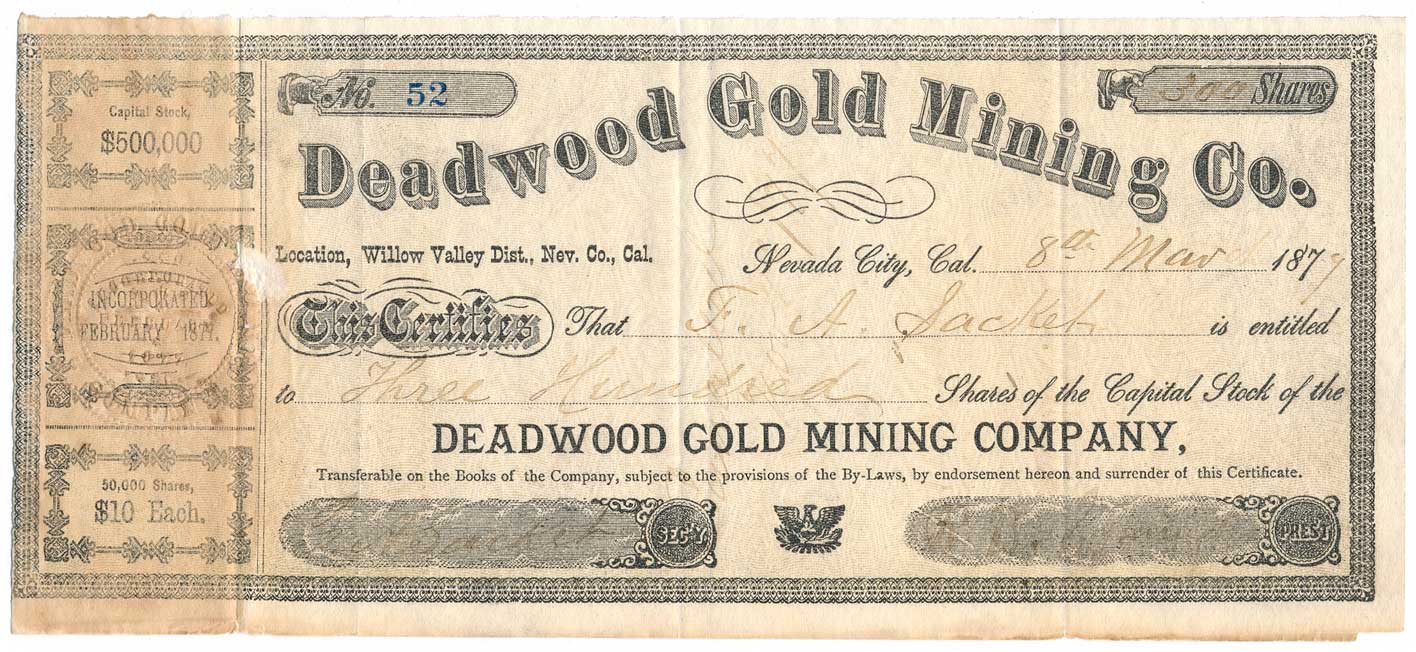 No. 52
300 Shares
Deadwood Gold Mining Co.
Capital Stock,
$500,000
Location, Willow Valley Dist., Nev. Co., Cal.
Nevada City, Cal. 8th March 1877
INCORPORATED
FEBRUARY 1877.
This Certifies That F. A. Sacket is entitled
to Three Hundred Shares of the Capital Stock of the
DEADWOOD GOLD MINING COMPANY,
Transferable on the Books of the Company, subject to the provisions of the By-Laws, by endorsement hereon and surrender of this Certificate.
50,000 Shares,
$10 Each.
SEC'Y
PREST